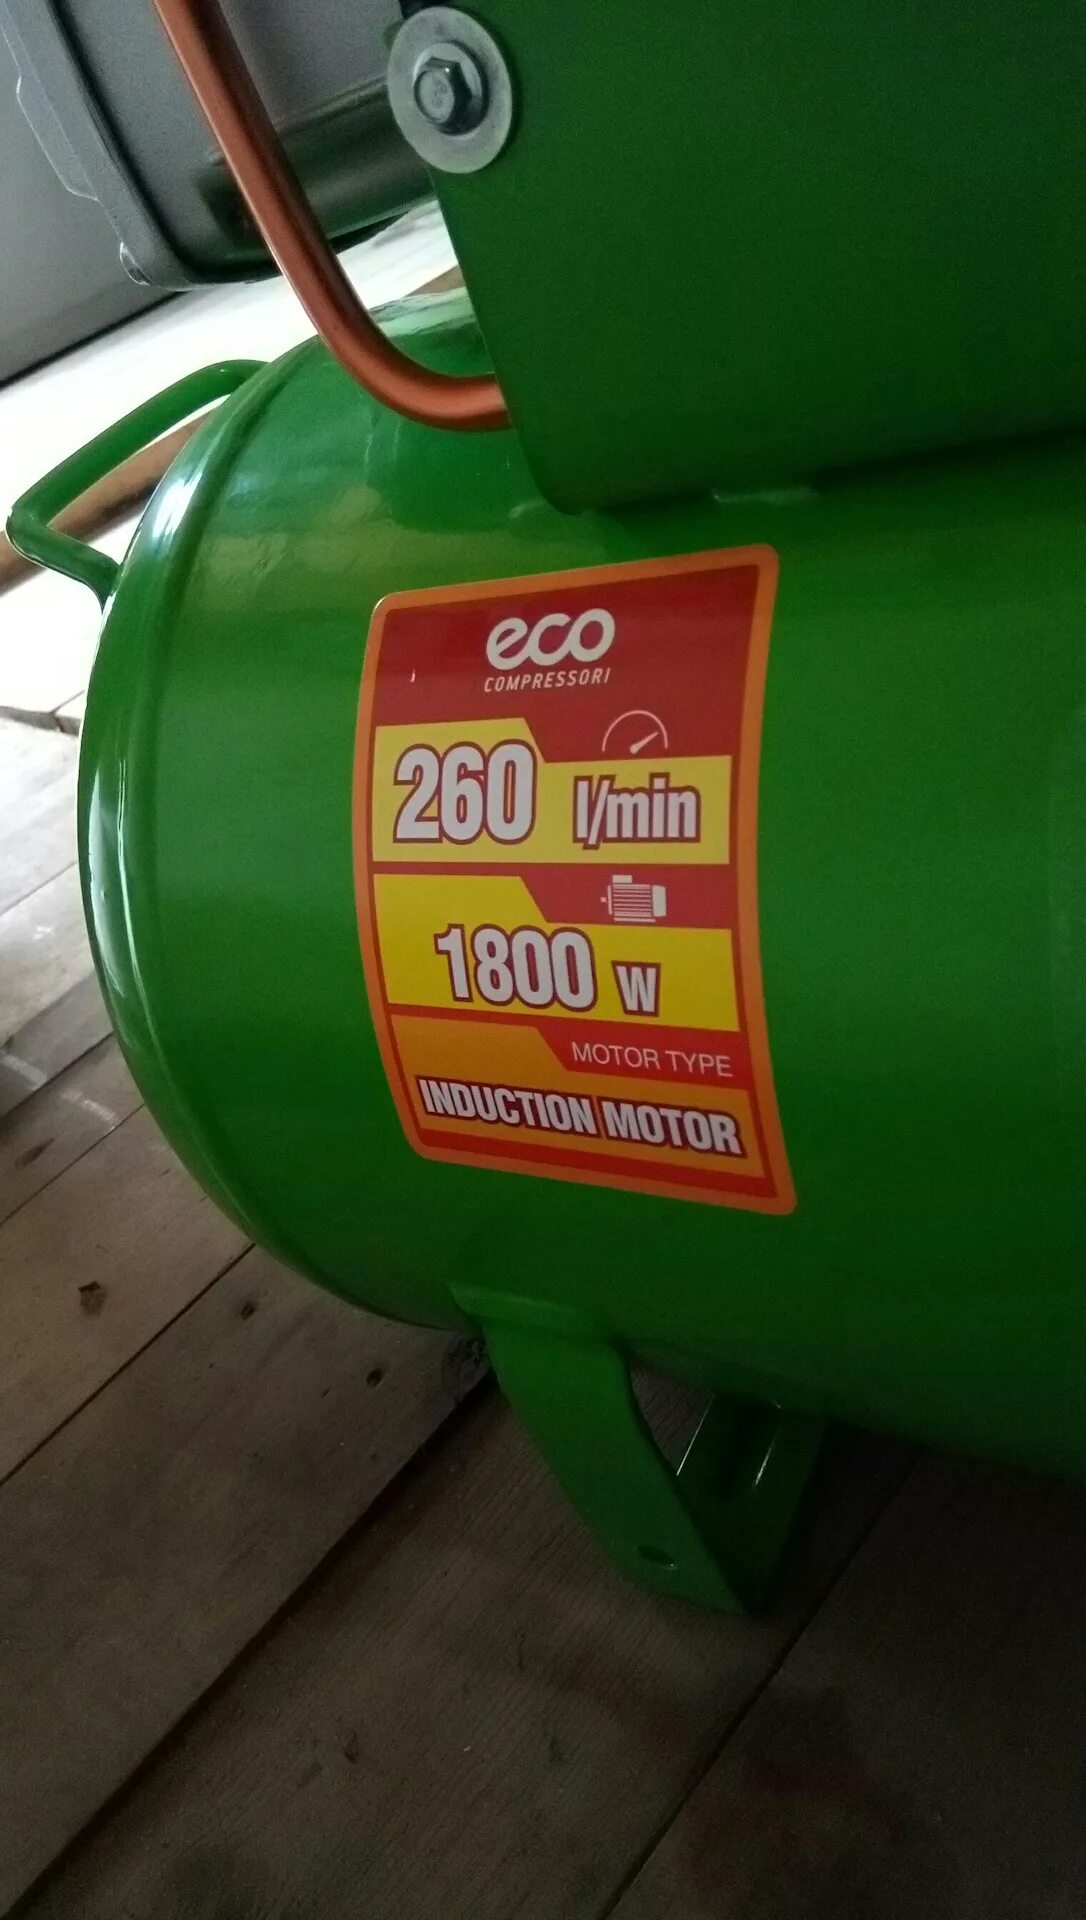 eco
COMPRESSORI
260 l/min
1800 W
MOTOR TYPE
INDUCTION MOTOR